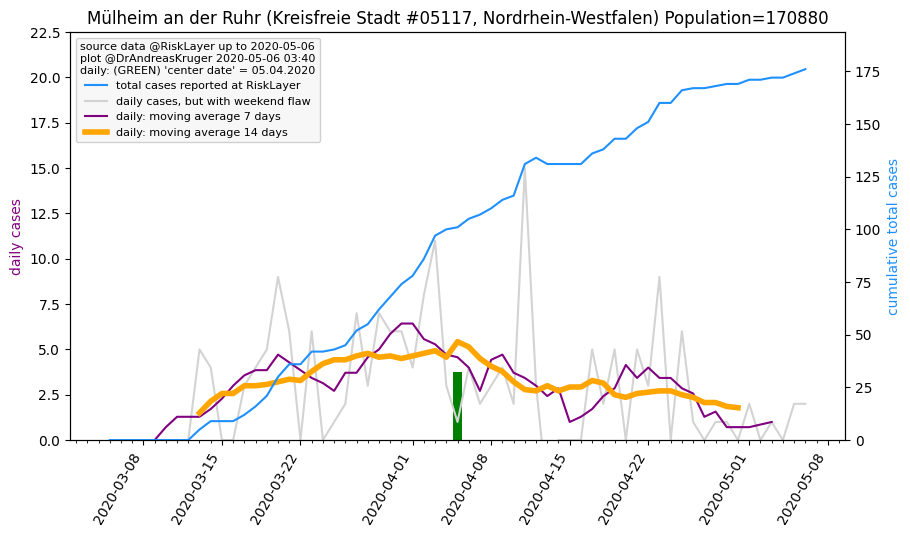 Mülheim an der Ruhr (Kreisfreie Stadt #05117, Nordrhein-Westfalen) Population=170880
source data @RiskLayer up to 2020-05-06
plot @DrAndreasKruger 2020-05-06 03:40
daily: (GREEN) 'center date' = 05.04.2020
total cases reported at RiskLayer
daily cases, but with weekend flaw
daily: moving average 7 days
daily: moving average 14 days
daily cases
22.5
20.0
17.5
15.0
12.5
10.0
7.5
5.0
2.5
0.0
cumulative total cases
175
150
125
100
75
50
25
0
2020-03-08
2020-03-15
2020-03-22
2020-04-01
2020-04-08
2020-04-15
2020-04-22
2020-05-01
2020-05-08